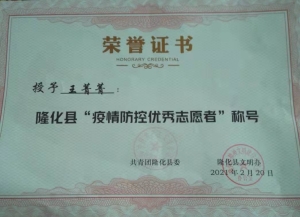 荣誉证书
HONORARY CREDENTIAL
授予 王菁菁：
隆化县“疫情防控优秀志愿者”称号
共青团隆化县委 隆化县文明办
2021年2月20日